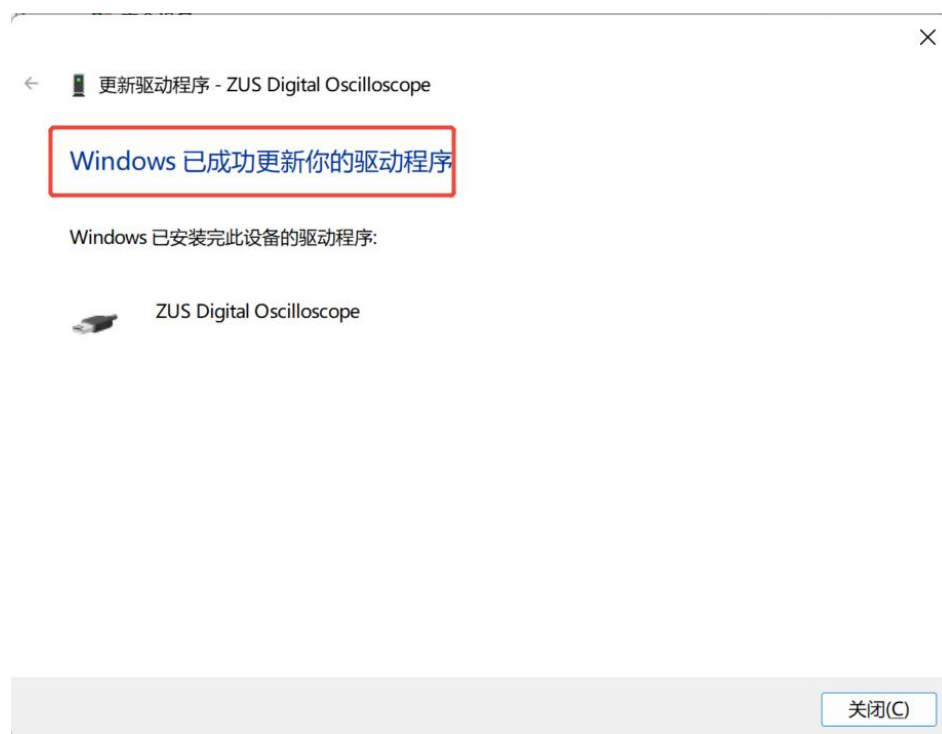 更新驱动程序 - ZUS Digital Oscilloscope
Windows 已成功更新你的驱动程序
Windows 已安装完此设备的驱动程序:
ZUS Digital Oscilloscope
关闭(C)